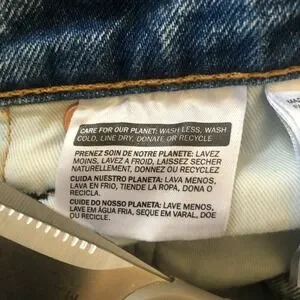 CARE FOR OUR PLANET: WASH LESS, WASH
COLD, LINE DRY, DONATE OR RECYCLE
PRENEZ SOIN DE NOTRE PLANETE: LAVEZ
MOINS, LAVEZ A FROID, LAISSEZ SECHER
NATURELLEMENT, DONNEZ OU RECYCLEZ
CUIDA NUESTRO PLANETA: LAVA MENOS,
LAVA EN FRIO, TIENDE LA ROPA, DONA O
RECICLA.
CUIDE DO NOSSO PLANETA: LAVE MENOS,
LAVE EM ÁGUA FRIA, SEQUE EM VARAL, DOE
OU RECICLE.